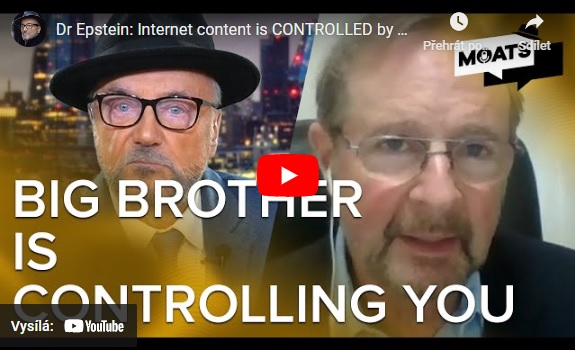 Dr Epstein: Internet content is CONTROLLED by …
Přehrát po… Sdílet
MOATS
BIG BROTHER
IS
CONTROLLING YOU
Vysílá: YouTube